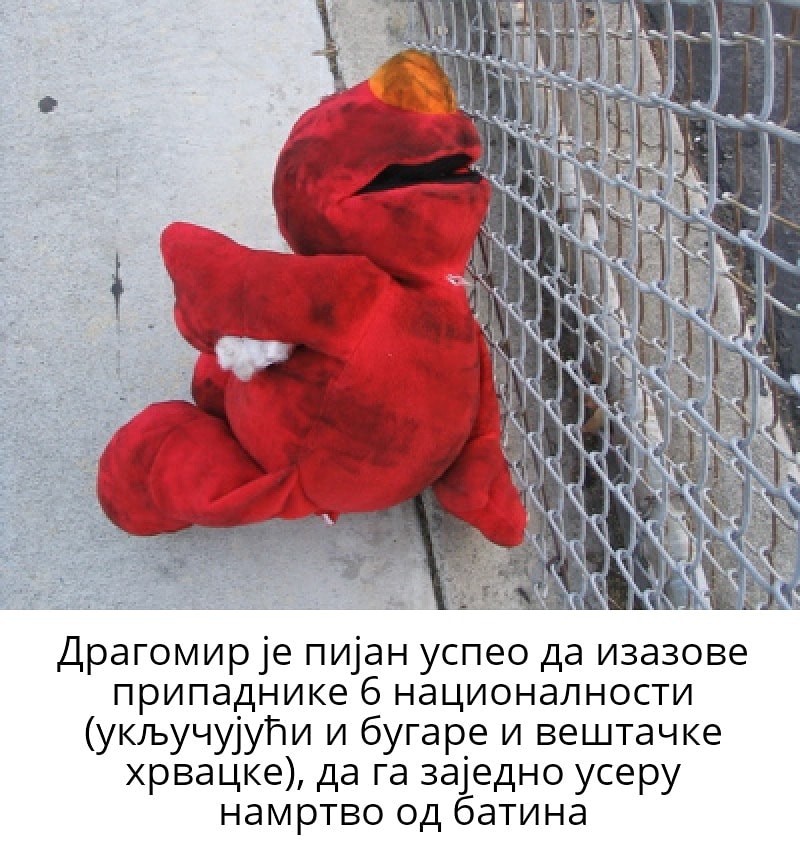 Драгомир је пијан успео да изазове
припаднике 6 националности
(укључујући и бугаре и вештачке
хрвацке), да га заједно усеру
намртво од батина